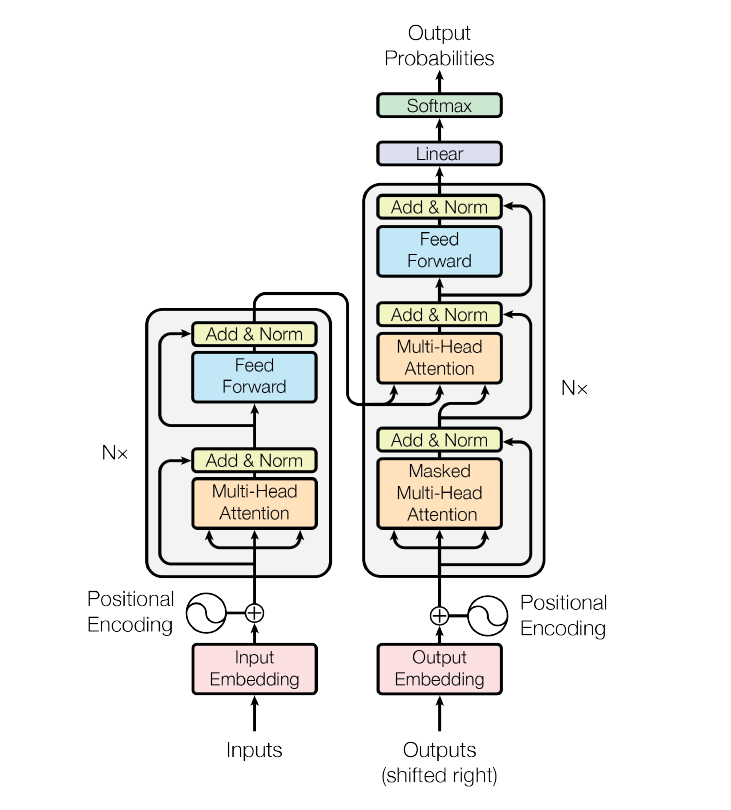 Output
Probabilities
Softmax
Linear
Add & Norm
Feed
Forward
Add & Norm
Multi-Head
Attention
Add & Norm
Masked
Multi-Head
Attention
N×
Add & Norm
Feed
Forward
Add & Norm
Multi-Head
Attention
N×
Positional
Encoding
Positional
Encoding
Input
Embedding
Output
Embedding
Inputs
Outputs
(shifted right)